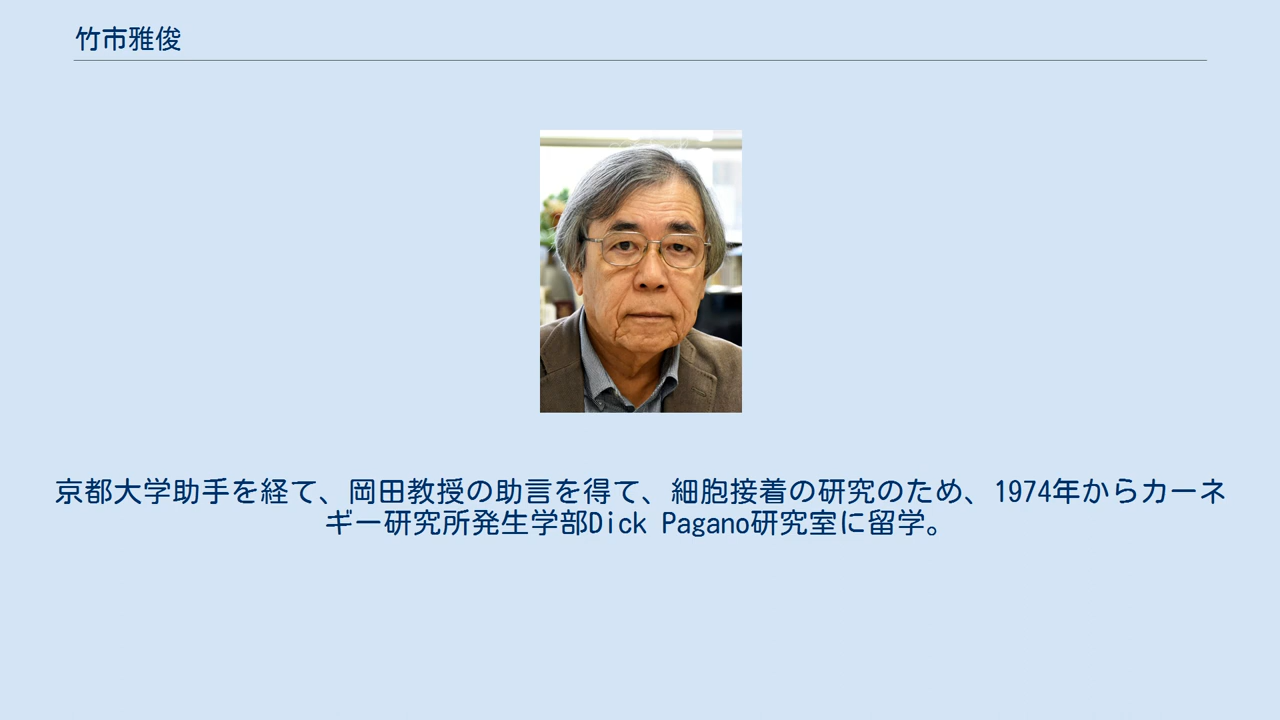 竹市雅俊
京都大学助手を経て、岡田教授の助言を得て、細胞接着の研究のため、1974年からカーネ
ギー研究所発生学部Dick Pagano研究室に留学。